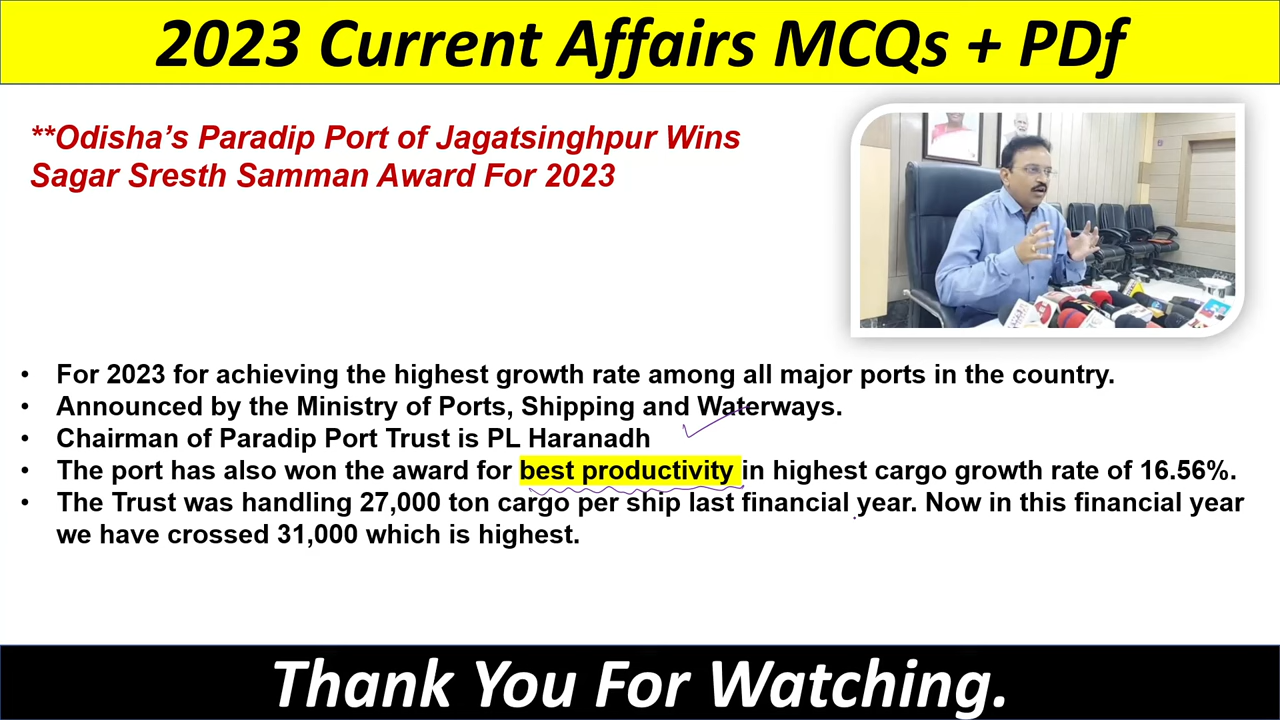 2023 Current Affairs MCQs + PDf
**Odisha's Paradip Port of Jagatsinghpur Wins
Sagar Sresth Samman Award For 2023
• For 2023 for achieving the highest growth rate among all major ports in the country.
• Announced by the Ministry of Ports, Shipping and Waterways.
• Chairman of Paradip Port Trust is PL Haranadh
• The port has also won the award for best productivity in highest cargo growth rate of 16.56%.
• The Trust was handling 27,000 ton cargo per ship last financial year. Now in this financial year
we have crossed 31,000 which is highest.
Thank You For Watching.